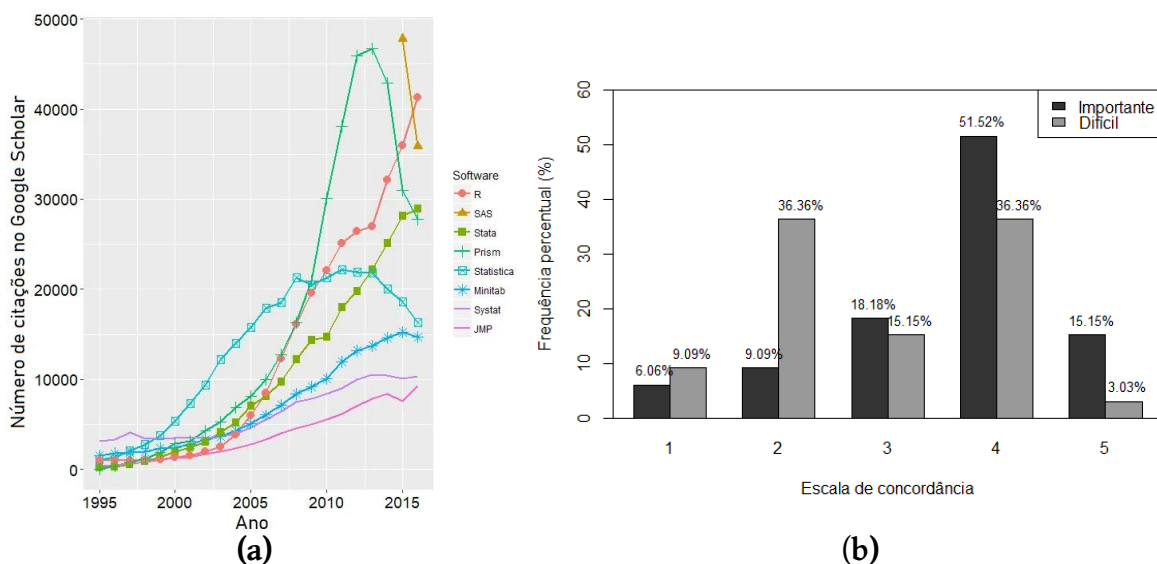 50000
40000
30000
20000
10000
0
Número de citações no Google Scholar
1995
2000
2005
2010
2015
Ano
Software
R
SAS
Stata
Prism
Statistica
Minitab
Systat
JMP
(a)
60
50
40
30
20
10
0
Frequência percentual (%)
Importante
Difícil
6.06%
9.09%
9.09%
36.36%
18.18%
15.15%
51.52%
36.36%
15.15%
3.03%
1
2
3
4
5
Escala de concordância
(b)